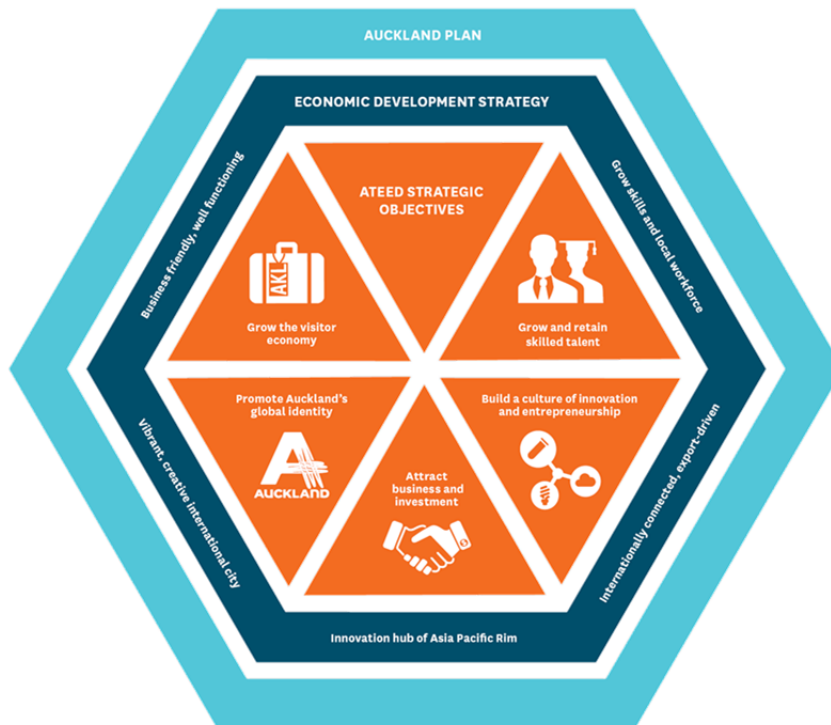 AUCKLAND PLAN
ECONOMIC DEVELOPMENT STRATEGY
Business friendly, well functioning
Grow skills and local workforce
ATEED STRATEGIC
OBJECTIVES
AKL
Grow the visitor
economy
Grow and retain
skilled talent
Promote Auckland's
global identity
AUCKLAND
Attract
business and
investment
Build a culture of innovation
and entrepreneurship
Vibrant, creative international city
Internationally connected, export-driven
Innovation hub of Asia Pacific Rim